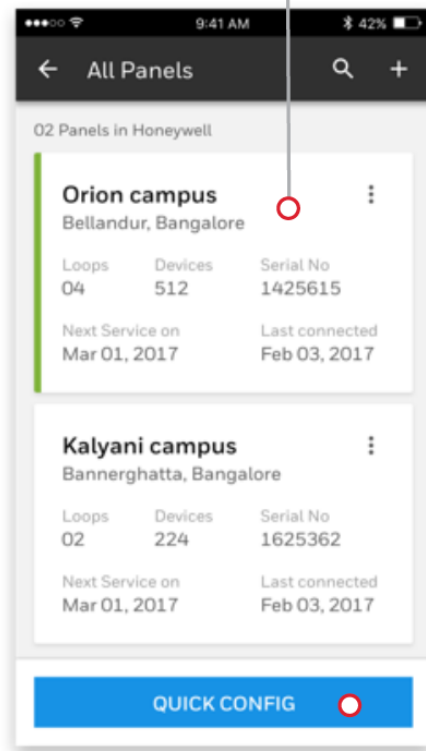 9:41 AM 42%
All Panels
02 Panels in Honeywell
Orion campus
Bellandur, Bangalore
Loops Devices Serial No
04 512 1425615
Next Service on Last connected
Mar 01, 2017 Feb 03, 2017
Kalyani campus
Bannerghatta, Bangalore
Loops Devices Serial No
02 224 1625362
Next Service on Last connected
Mar 01, 2017 Feb 03, 2017
QUICK CONFIG